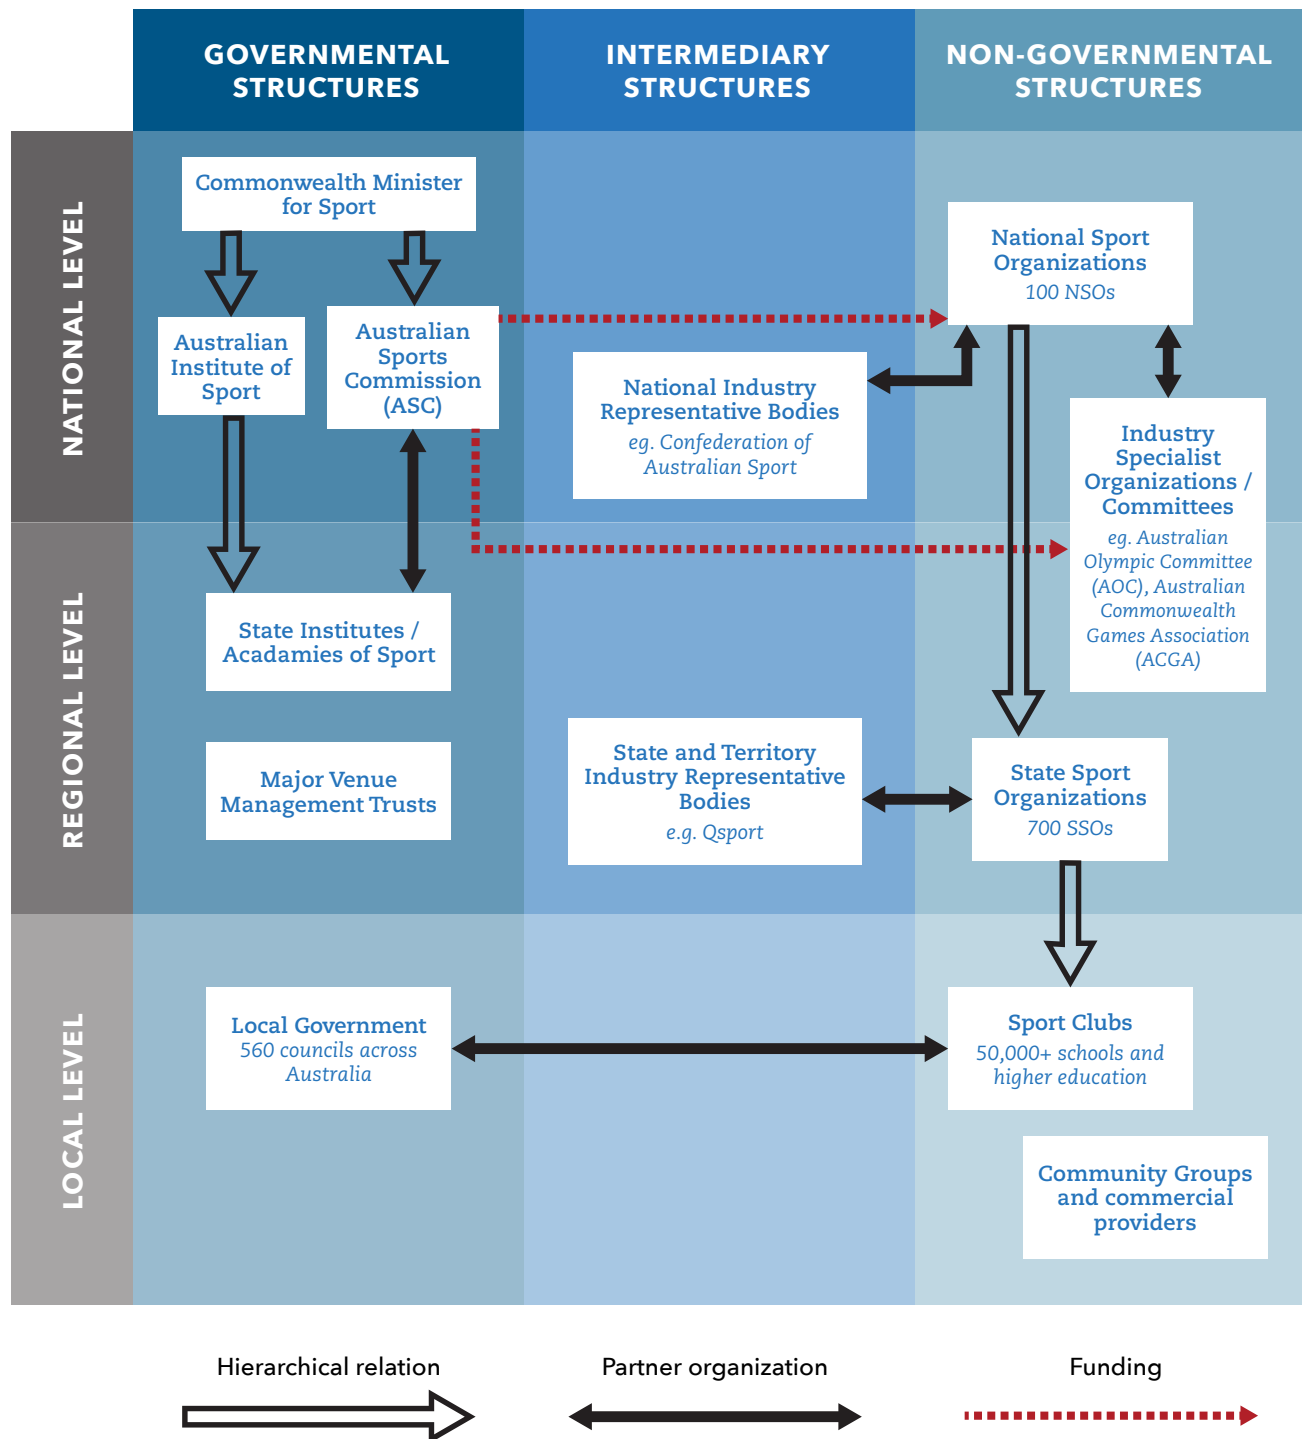 GOVERNMENTAL
STRUCTURES
INTERMEDIARY
STRUCTURES
NON-GOVERNMENTAL
STRUCTURES
NATIONAL LEVEL
Commonwealth Minister
for Sport
Australian
Institute of
Sport
Australian
Sports
Commission
(ASC)
National Industry
Representative Bodies
eg. Confederation of
Australian Sport
National Sport
Organizations
100 NSOs
Industry
Specialist
Organizations /
Committees
eg. Australian
Olympic Committee
(AOC), Australian
Commonwealth
Games Association
(ACGA)
REGIONAL LEVEL
State Institutes /
Acadamies of Sport
Major Venue
Management Trusts
State and Territory
Industry Representative
Bodies
e.g. Qsport
State Sport
Organizations
700 SSOs
LOCAL LEVEL
Local Government
560 councils across
Australia
Sport Clubs
50,000+ schools and
higher education
Community Groups
and commercial
providers
Hierarchical relation
Partner organization
Funding